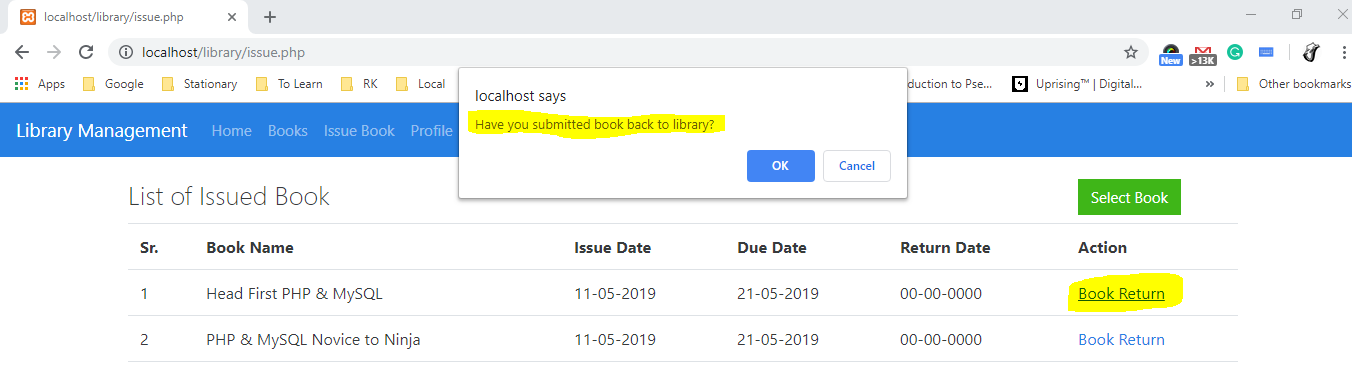 localhost/library/issue.php
localhost/library/issue.php
New
>13K
Apps Google Stationary To Learn RK Local duction to Pse... Uprising™ | Digital... » Other bookmarks
localhost says
Have you submitted book back to library?
OK Cancel
Library Management Home Books Issue Book Profile
List of Issued Book Select Book
Sr. Book Name Issue Date Due Date Return Date Action
1 Head First PHP & MySQL 11-05-2019 21-05-2019 00-00-0000 Book Return
2 PHP & MySQL Novice to Ninja 11-05-2019 21-05-2019 00-00-0000 Book Return